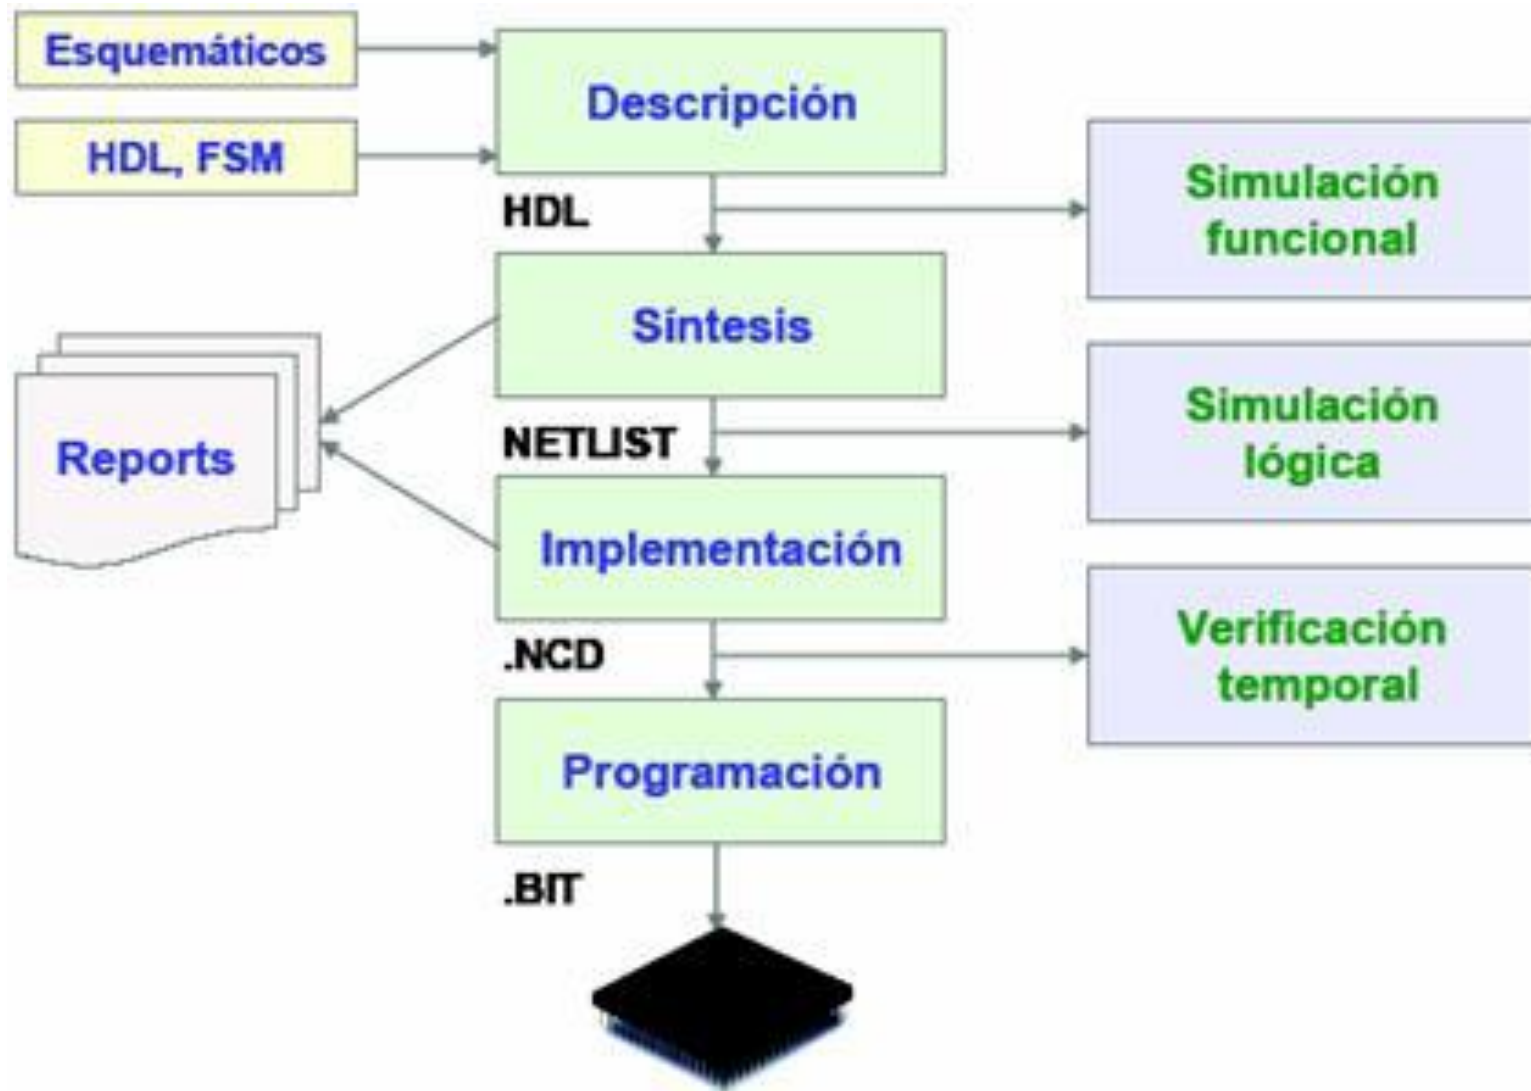 Esquemáticos
HDL, FSM
Descripción
HDL
Simulación
funcional
Síntesis
Reports
NETLIST
Simulación
lógica
Implementación
.NCD
Verificación
temporal
Programación
.BIT